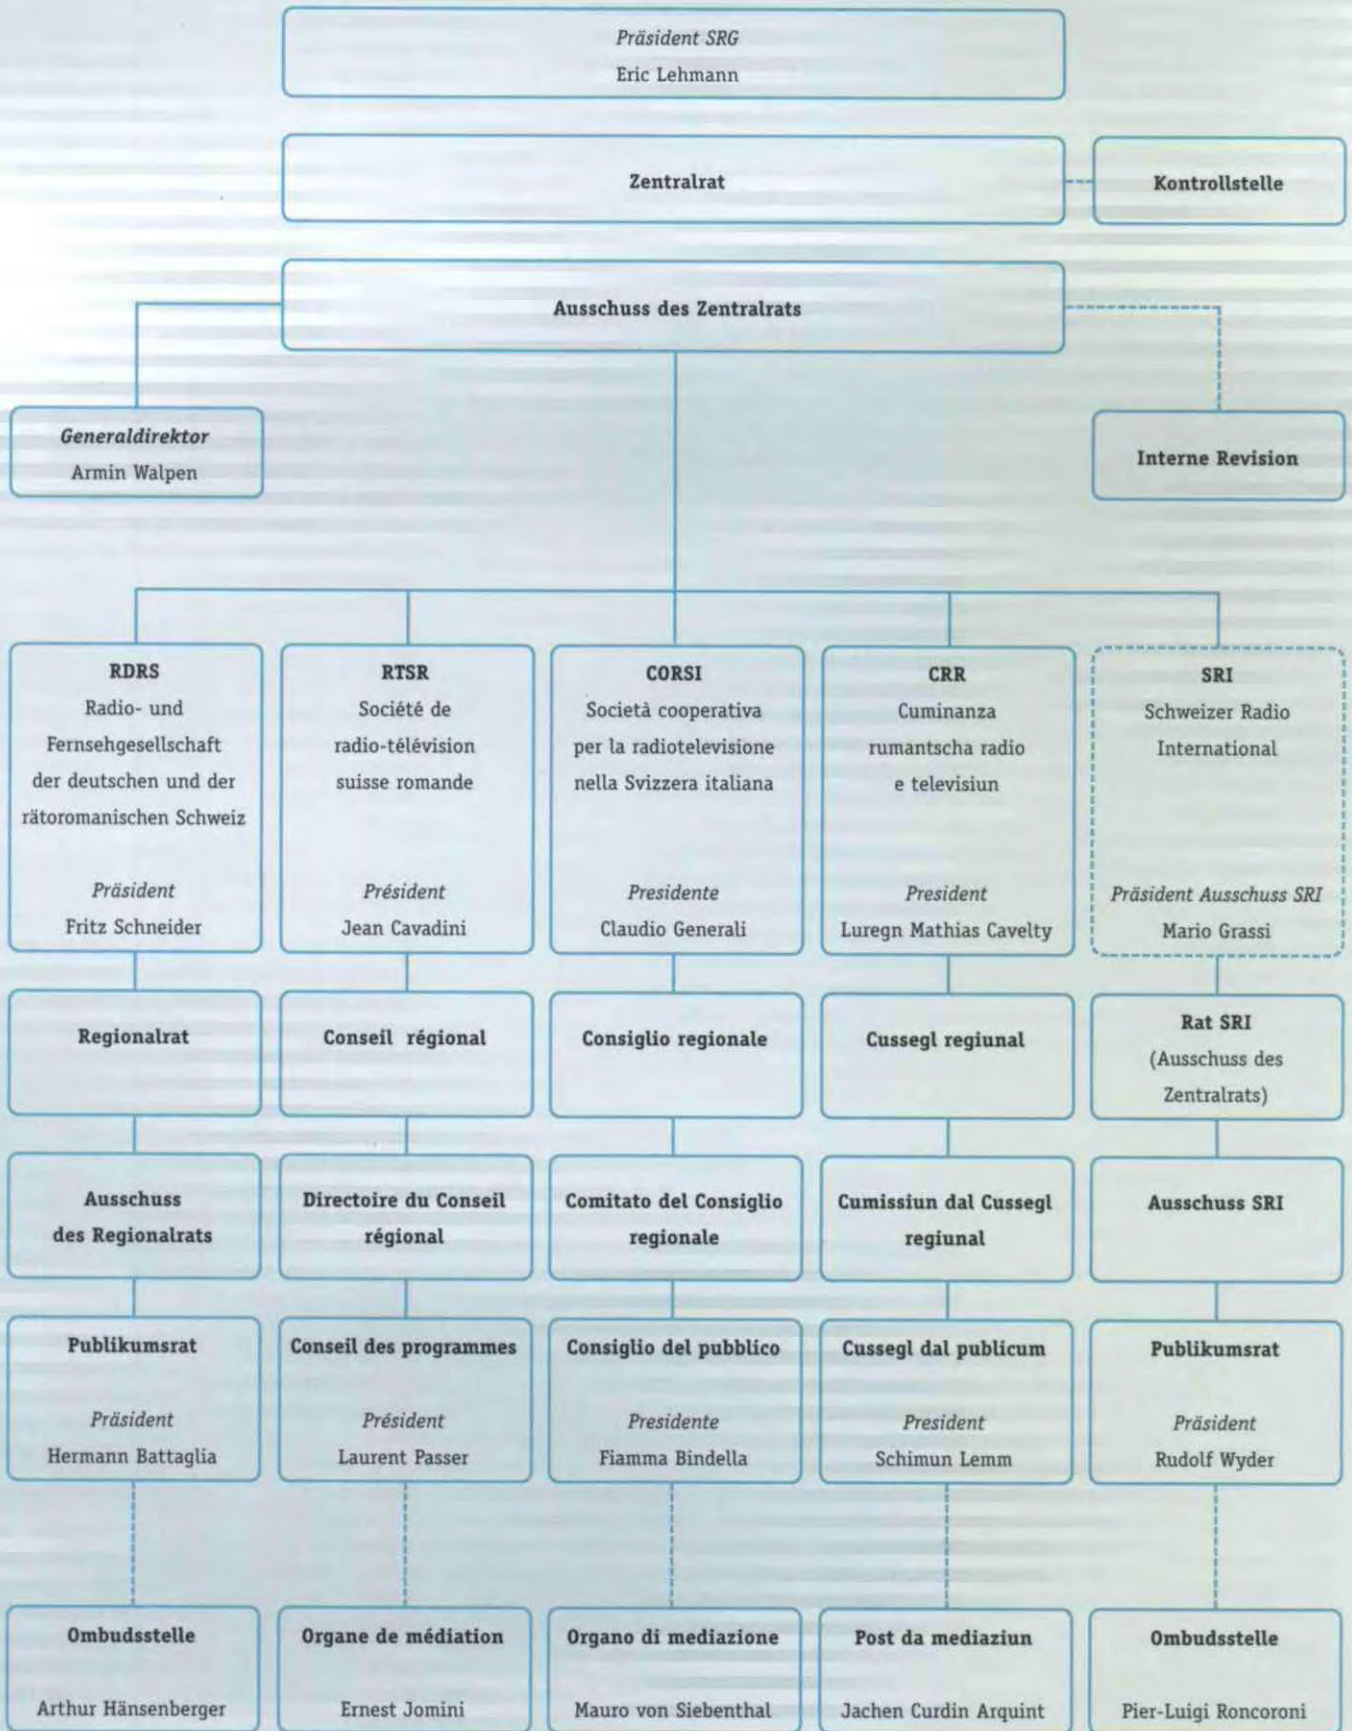 Präsident SRG
Eric Lehmann
Zentralrat
Kontrollstelle
Ausschuss des Zentralrats
Generaldirektor
Armin Walpen
Interne Revision
RDRS
Radio- und
Fernsehgesellschaft
der deutschen und der
rätoromanischen Schweiz
Präsident
Fritz Schneider
RTSR
Société de
radio-télévision
suisse romande
Président
Jean Cavadini
CORSI
Società cooperativa
per la radiotelevisione
nella Svizzera italiana
Presidente
Claudio Generali
CRR
Cuminanza
rumantscha radio
e televisiun
President
Luregn Mathias Cavelty
SRI
Schweizer Radio
International
Präsident Ausschuss SRI
Mario Grassi
Regionalrat
Conseil régional
Consiglio regionale
Cussegl regiunal
Rat SRI
(Ausschuss des
Zentralrats)
Ausschuss
des Regionalrats
Directoire du Conseil
régional
Comitato del Consiglio
regionale
Cumissiun dal Cussegl
regiunal
Ausschuss SRI
Publikumsrat
Präsident
Hermann Battaglia
Conseil des programmes
Président
Laurent Passer
Consiglio del pubblico
Presidente
Fiamma Bindella
Cussegl dal publicum
President
Schimun Lemm
Publikumsrat
Präsident
Rudolf Wyder
Ombudsstelle
Arthur Hänsenberger
Organe de médiation
Ernest Jomini
Organo di mediazione
Mauro von Siebenthal
Post da mediaziun
Jachen Curdin Arquint
Ombudsstelle
Pier-Luigi Roncoroni